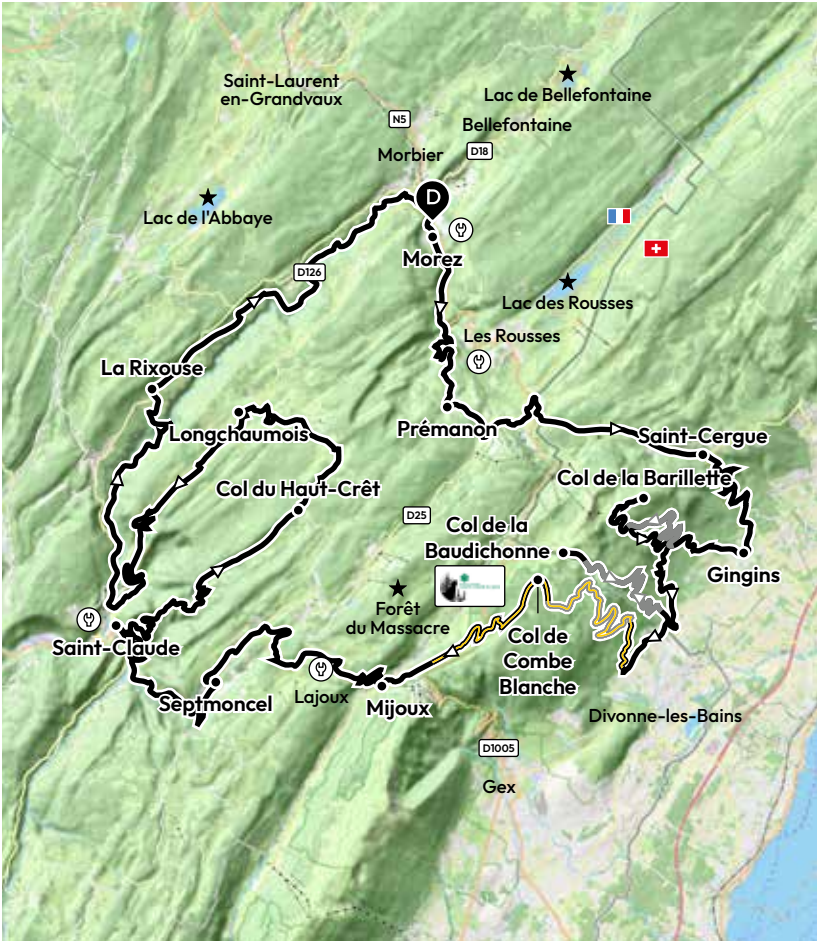 Saint-Laurent
en-Grandvaux
Lac de Bellefontaine
N5
Bellefontaine
Morbier
D18
D
Lac de l'Abbaye
Morez
D126
Lac des Rousses
Les Rousses
La Rixouse
Prémanon
Longchaumois
Saint-Cergue
Col de la Barillette
Col du Haut-Crêt
D25
Col de la
Baudichonne
Gingins
Forêt
du Massacre
Col de
Combe
Blanche
Saint-Claude
Septmoncel
Lajoux
Mijoux
Divonne-les-Bains
D1005
Gex